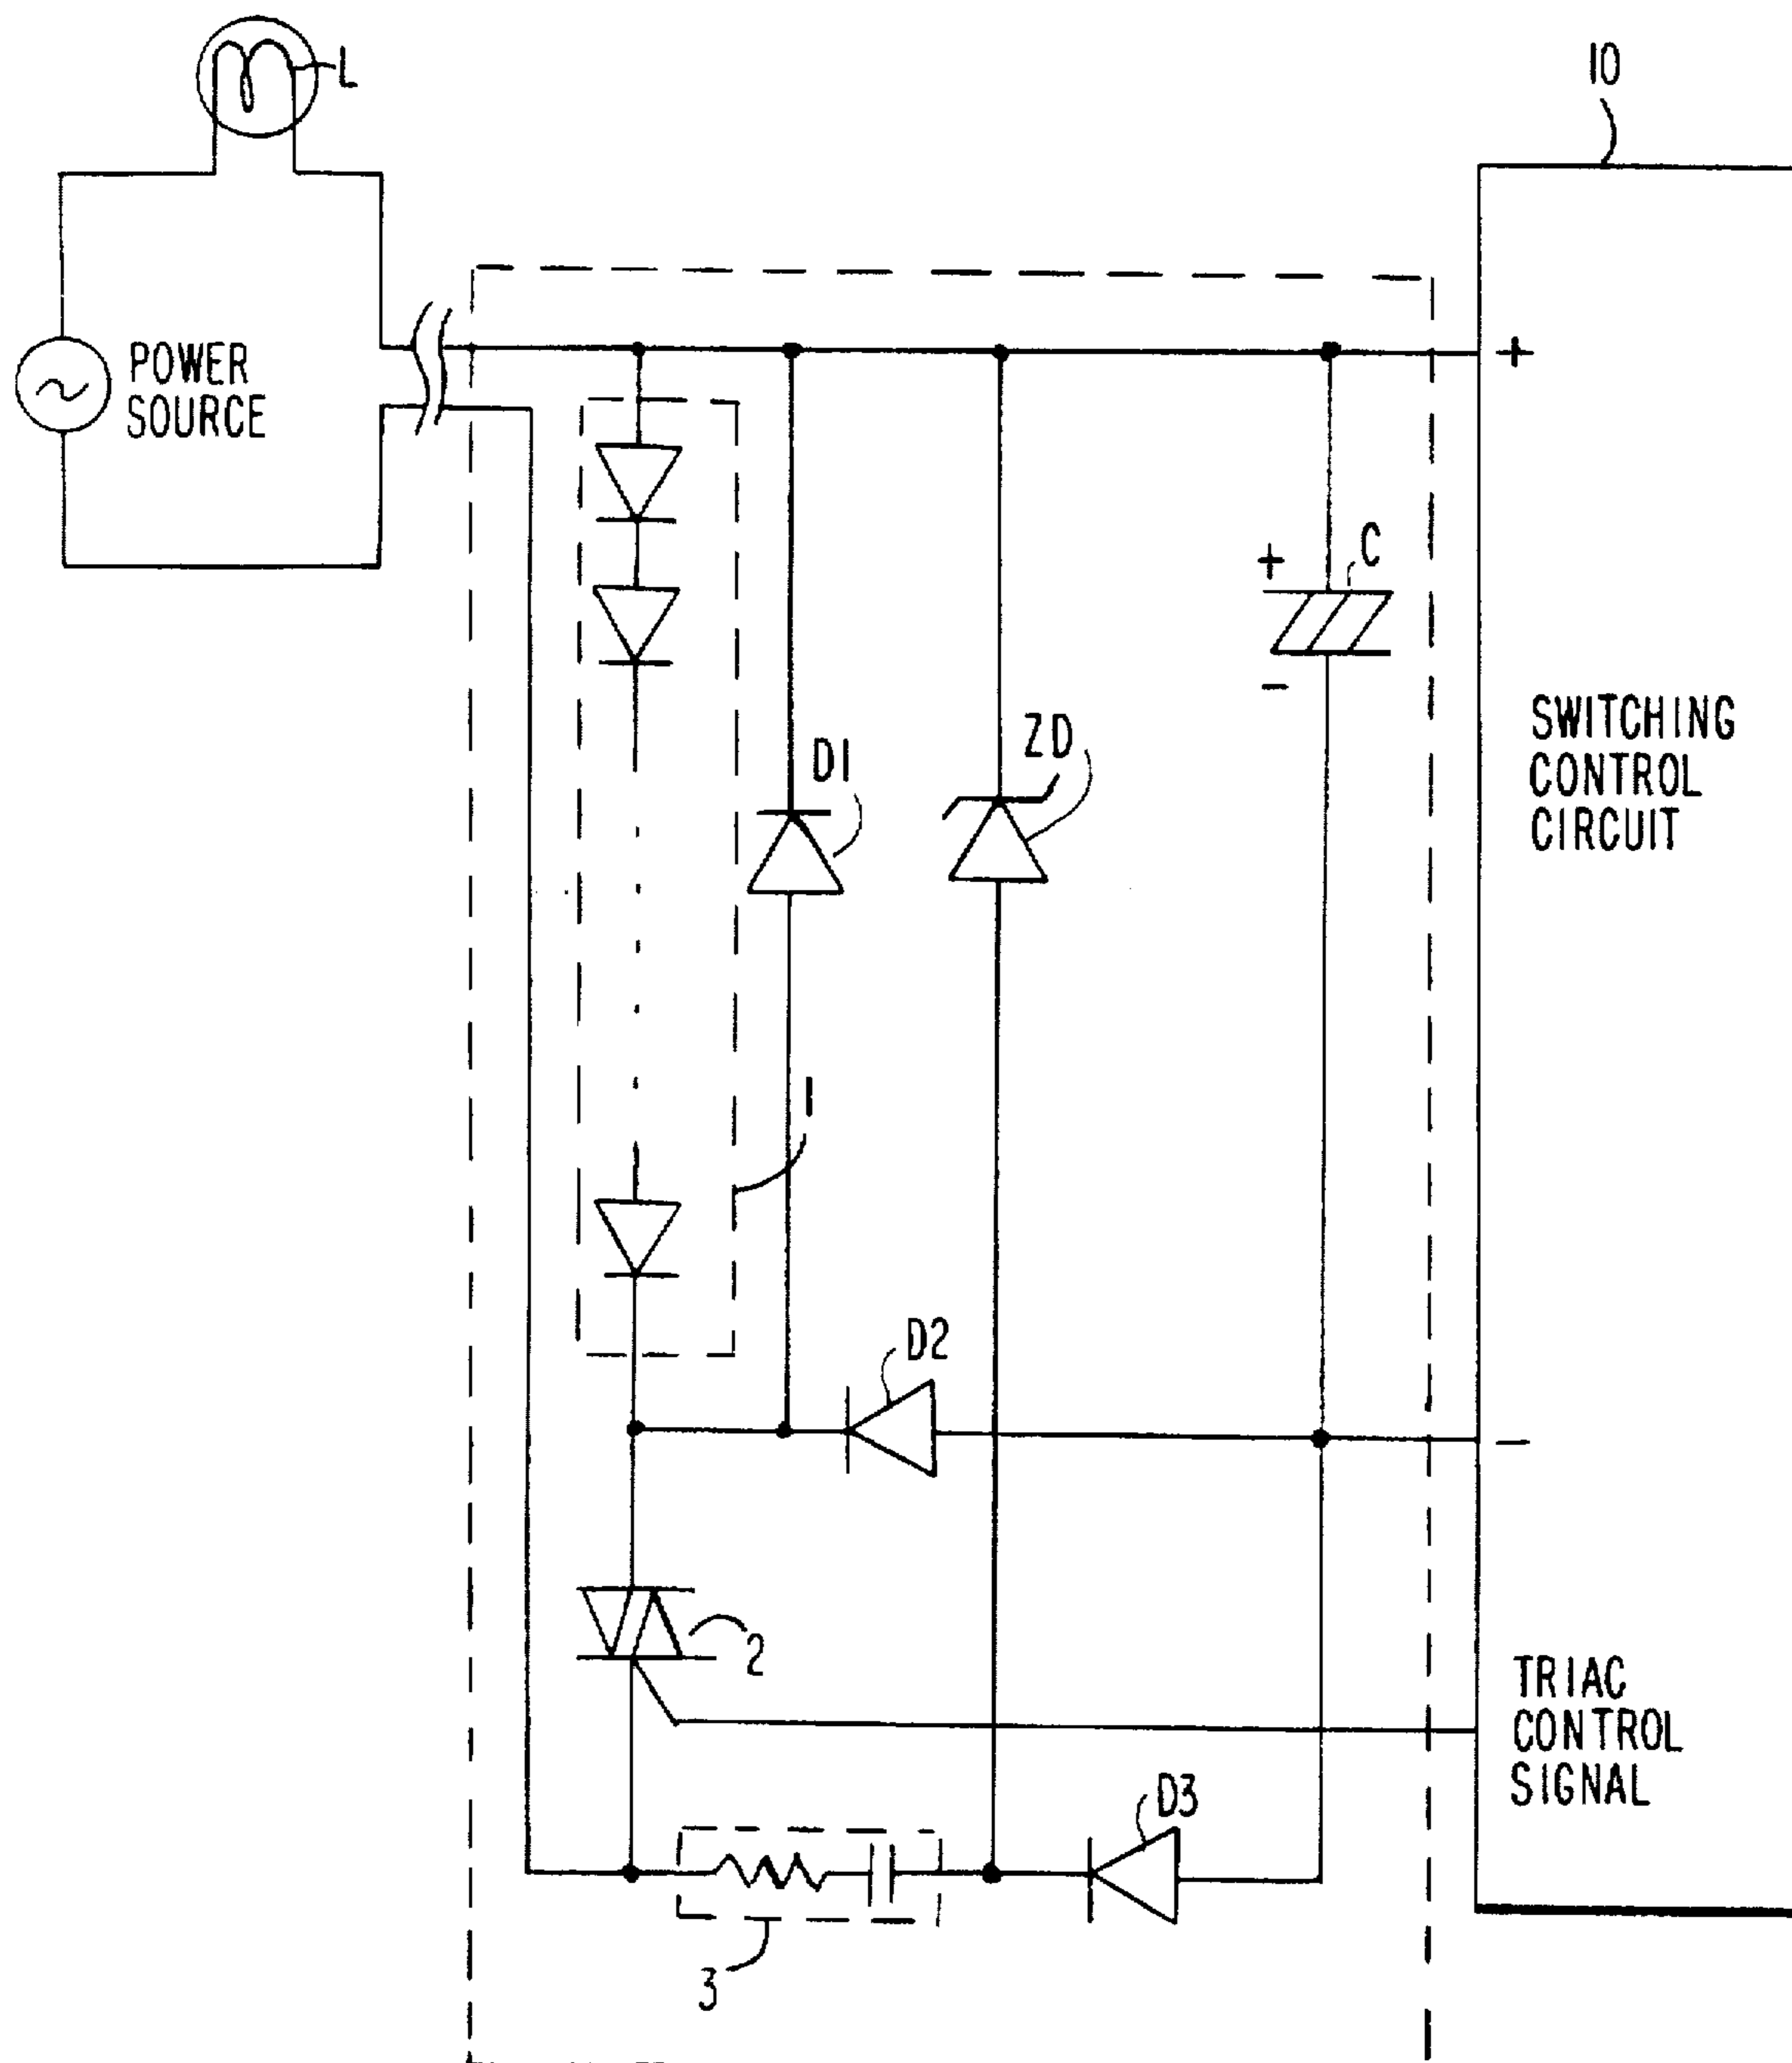 L
10
POWER
SOURCE
+
+
C
-
D1
ZD
SWITCHING
CONTROL
CIRCUIT
1
D2
-
2
TRIAC
CONTROL
SIGNAL
D3
3